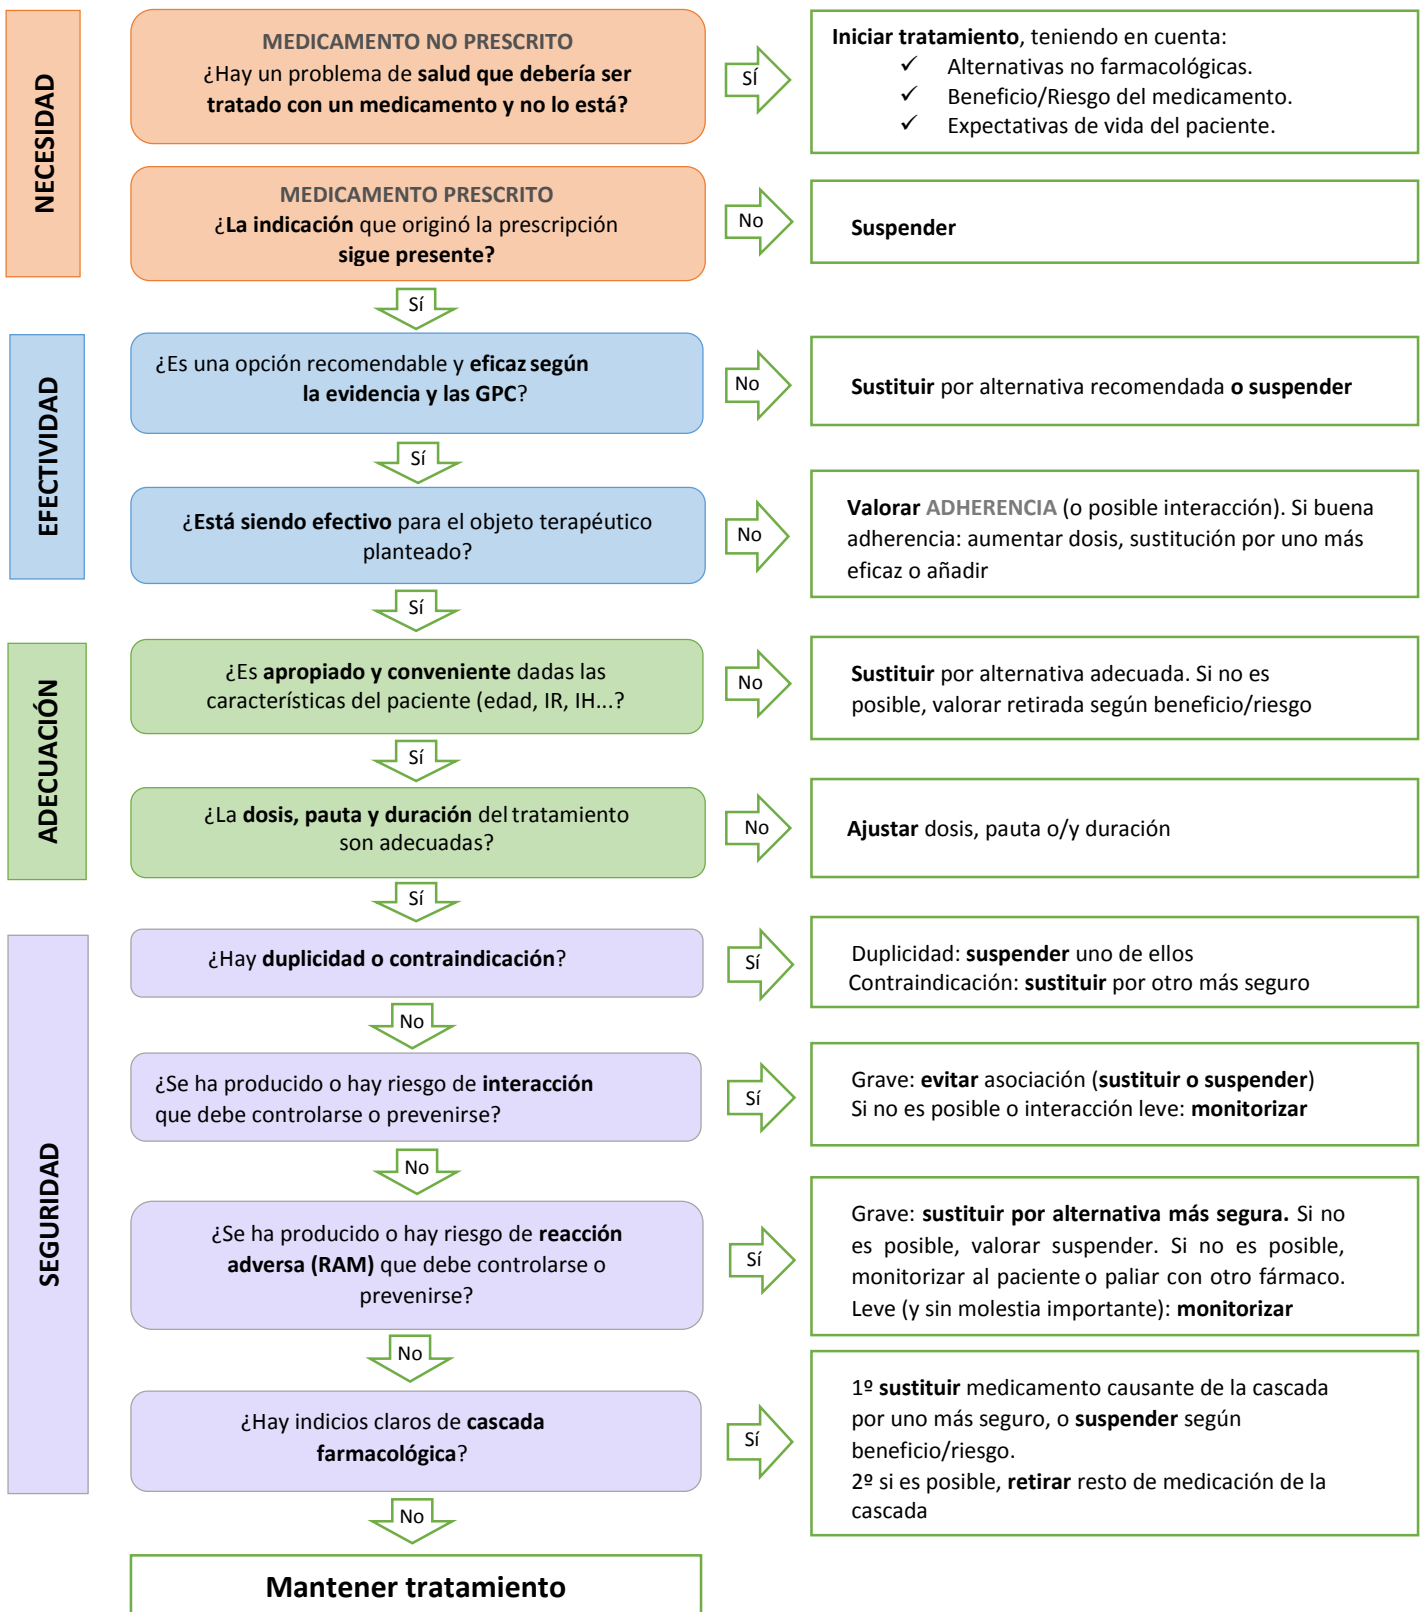 NECESIDAD
MEDICAMENTO NO PRESCRITO
¿Hay un problema de salud que debería ser
tratado con un medicamento y no lo está?
SÍ
Iniciar tratamiento, teniendo en cuenta:
✓ Alternativas no farmacológicas.
✓ Beneficio/Riesgo del medicamento.
✓ Expectativas de vida del paciente.
MEDICAMENTO PRESCRITO
¿La indicación que originó la prescripción
sigue presente?
No
Suspender
Sí
EFECTIVIDAD
¿Es una opción recomendable y eficaz según
la evidencia y las GPC?
No
Sustituir por alternativa recomendada o suspender
Sí
¿Está siendo efectivo para el objeto terapéutico
planteado?
No
Valorar ADHERENCIA (o posible interacción). Si buena
adherencia: aumentar dosis, sustitución por uno más
eficaz o añadir
Sí
ADECUACIÓN
¿Es apropiado y conveniente dadas las
características del paciente (edad, IR, IH...?
No
Sustituir por alternativa adecuada. Si no es
posible, valorar retirada según beneficio/riesgo
Sí
¿La dosis, pauta y duración del tratamiento
son adecuadas?
No
Ajustar dosis, pauta o/y duración
Sí
SEGURIDAD
¿Hay duplicidad o contraindicación?
Sí
Duplicidad: suspender uno de ellos
Contraindicación: sustituir por otro más seguro
No
¿Se ha producido o hay riesgo de interacción
que debe controlarse o prevenirse?
Sí
Grave: evitar asociación (sustituir o suspender)
Si no es posible o interacción leve: monitorizar
No
¿Se ha producido o hay riesgo de reacción
adversa (RAM) que debe controlarse o
prevenirse?
Sí
Grave: sustituir por alternativa más segura. Si no
es posible, valorar suspender. Si no es posible,
monitorizar al paciente o paliar con otro fármaco.
Leve (y sin molestia importante): monitorizar
No
¿Hay indicios claros de cascada
farmacológica?
Sí
1º sustituir medicamento causante de la cascada
por uno más seguro, o suspender según
beneficio/riesgo.
2º si es posible, retirar resto de medicación de la
cascada
No
Mantener tratamiento